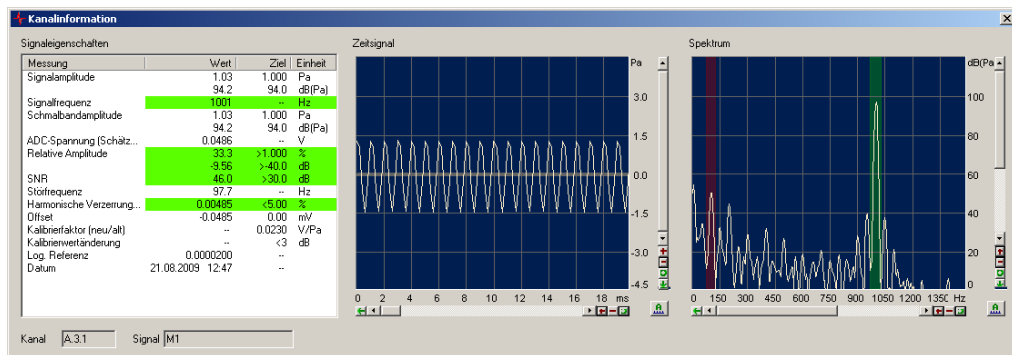 Kanalinformation
Signaleigenschaften
Messung Wert Ziel Einheit
Signalamplitude 1.03 1.000 Pa
94.2 94.0 dB(Pa)
Signalfrequenz 1001 -- Hz
Schmalbandamplitude 1.03 1.000 Pa
94.2 94.0 dB(Pa)
ADC-Spannung (Schätz... 0.0486 -- V
Relative Amplitude 33.3 >1.000 %
-9.56 >-40.0 dB
SNR 46.0 >30.0 dB
Störfrequenz 97.7 -- Hz
Harmonische Verzerrung... 0.00485 <5.00 %
Offset -0.0485 0.00 mV
Kalibrierfaktor (neu/alt) -- 0.0230 V/Pa
Kalibrierwertänderung -- <3 dB
Log. Referenz 0.0000200 --
Datum 21.08.2009 12:47 --
Zeitsignal
Pa
3.0
1.5
0.0
-1.5
-3.0
-4.5
0 2 4 6 8 10 12 14 16 18 ms
Spektrum
dB(Pa
100
80
60
40
20
0
0 150 300 450 600 750 900 1050 1200 1350 Hz
Kanal A.3.1 Signal M1